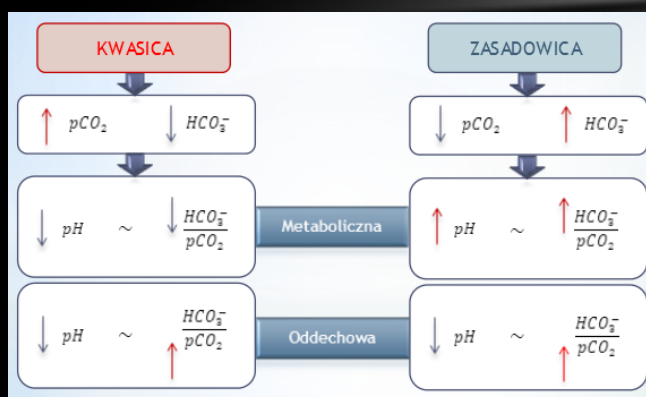 KWASICA
ZASADOWICA
↑ pCO₂ ↓ HCO₃⁻
↓ pCO₂ ↑ HCO₃⁻
↓ pH ~ ↓ HCO₃⁻/pCO₂
Metaboliczna
↑ pH ~ ↑ HCO₃⁻/pCO₂
↓ pH ~ HCO₃⁻/pCO₂ ↑
Oddechowa
↓ pH ~ HCO₃⁻/pCO₂ ↑